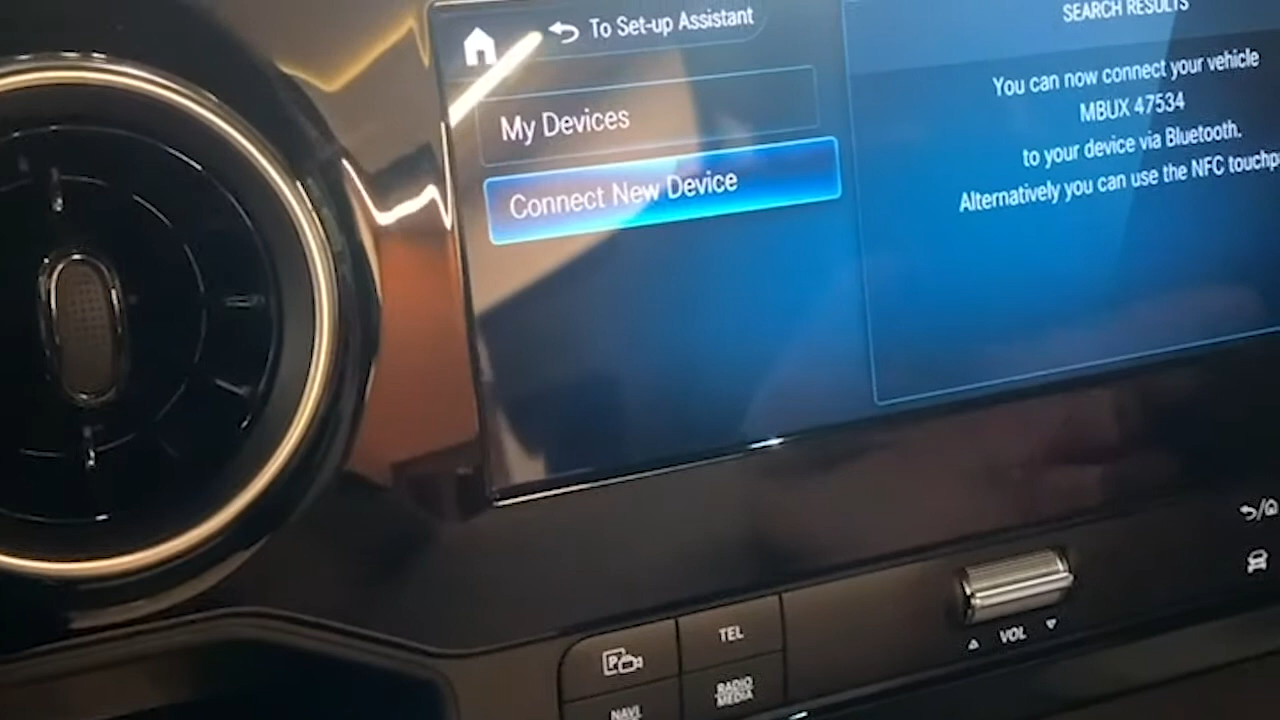 To Set-up Assistant
My Devices
Connect New Device
SEARCH RESULTS
You can now connect your vehicle
MBUX 47534
to your device via Bluetooth.
Alternatively you can use the NFC
P
TEL
VOL
NAVI
RADIO
MEDIA